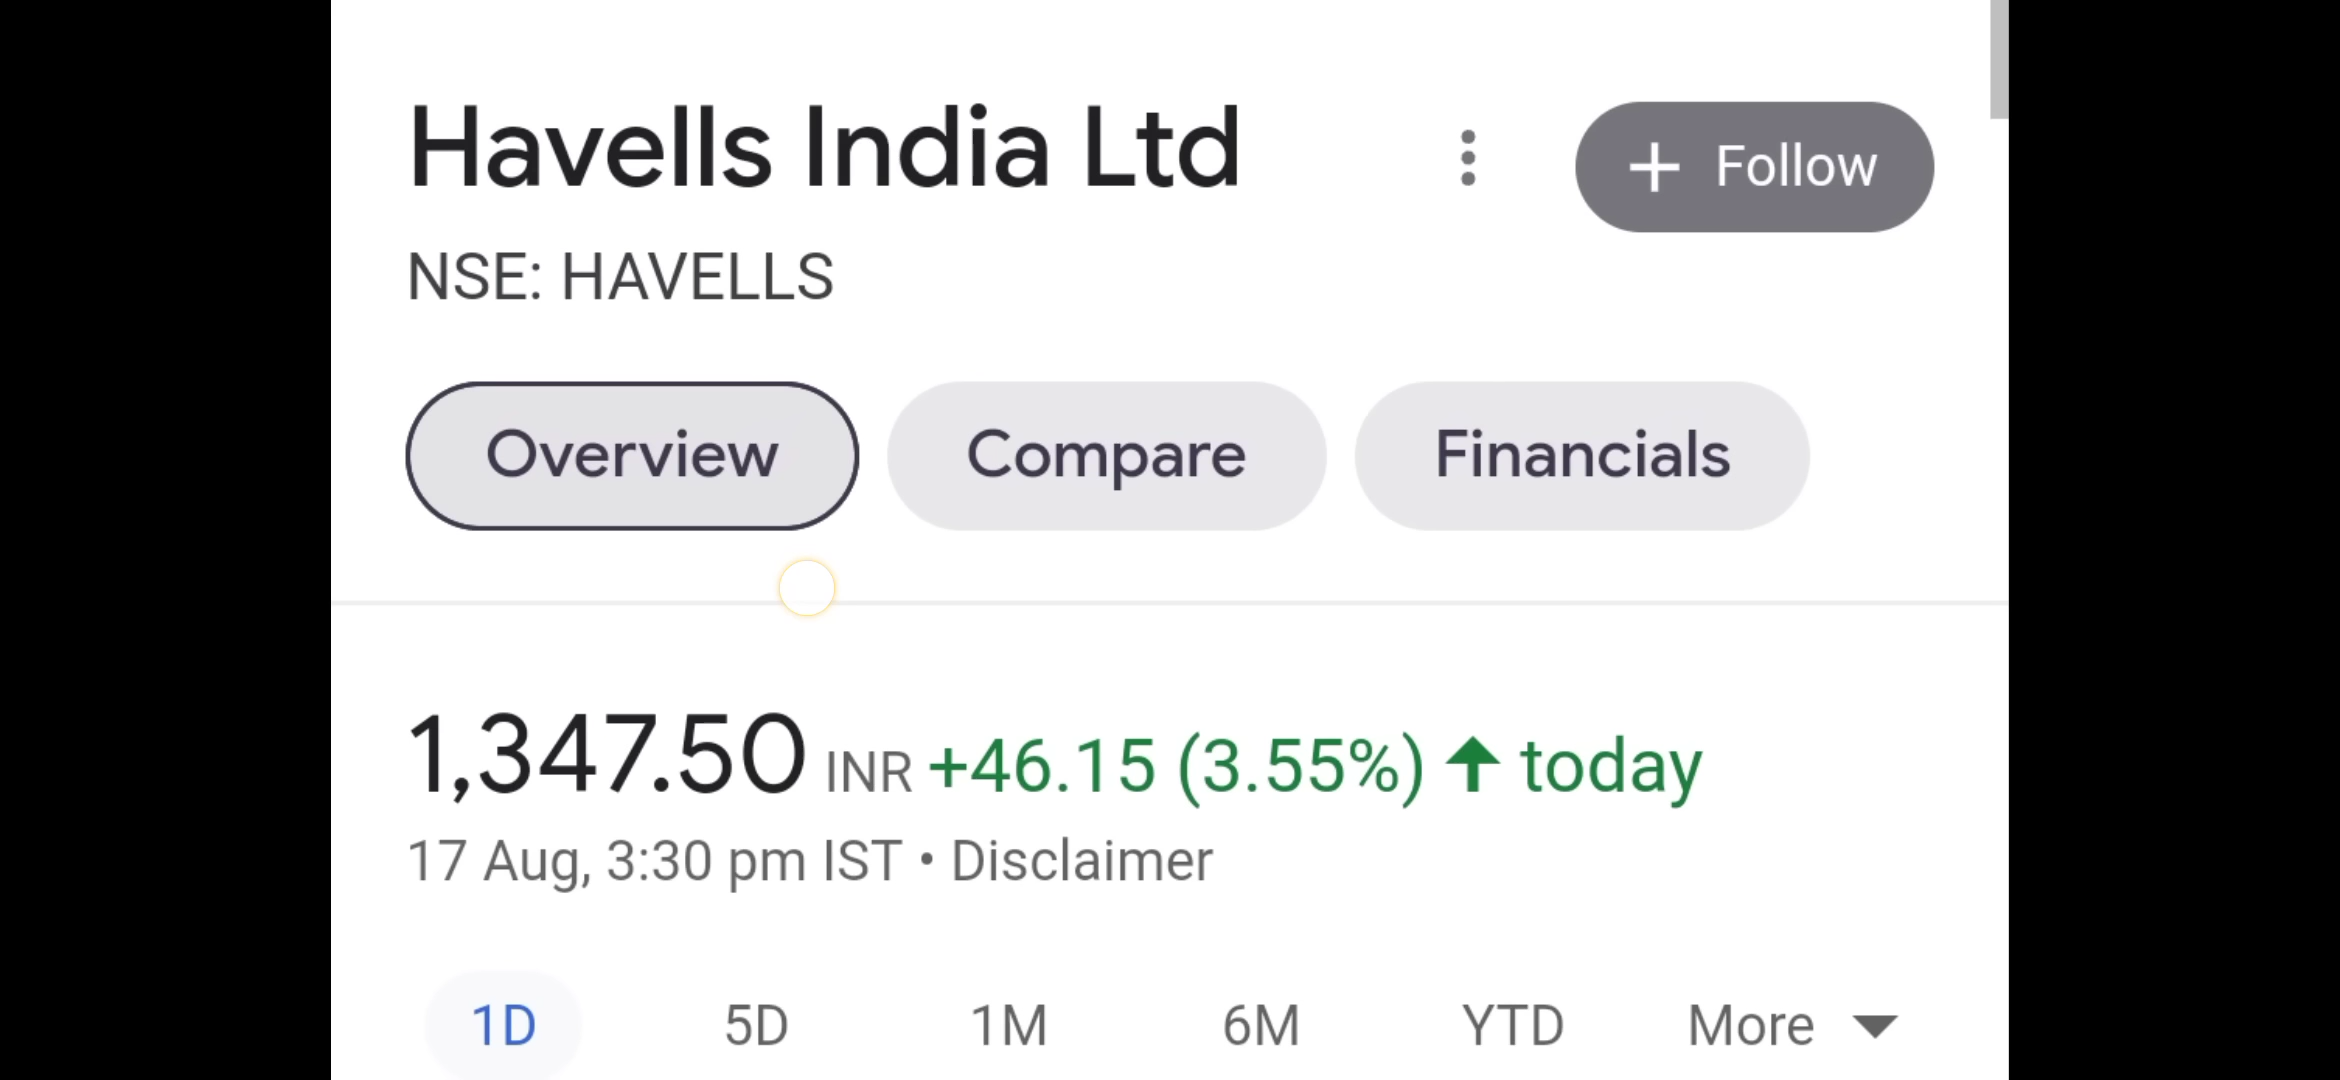 Havells India Ltd
+ Follow
NSE: HAVELLS
Overview Compare Financials
1,347.50 INR +46.15 (3.55%) ↑ today
17 Aug, 3:30 pm IST • Disclaimer
1D 5D 1M 6M YTD More